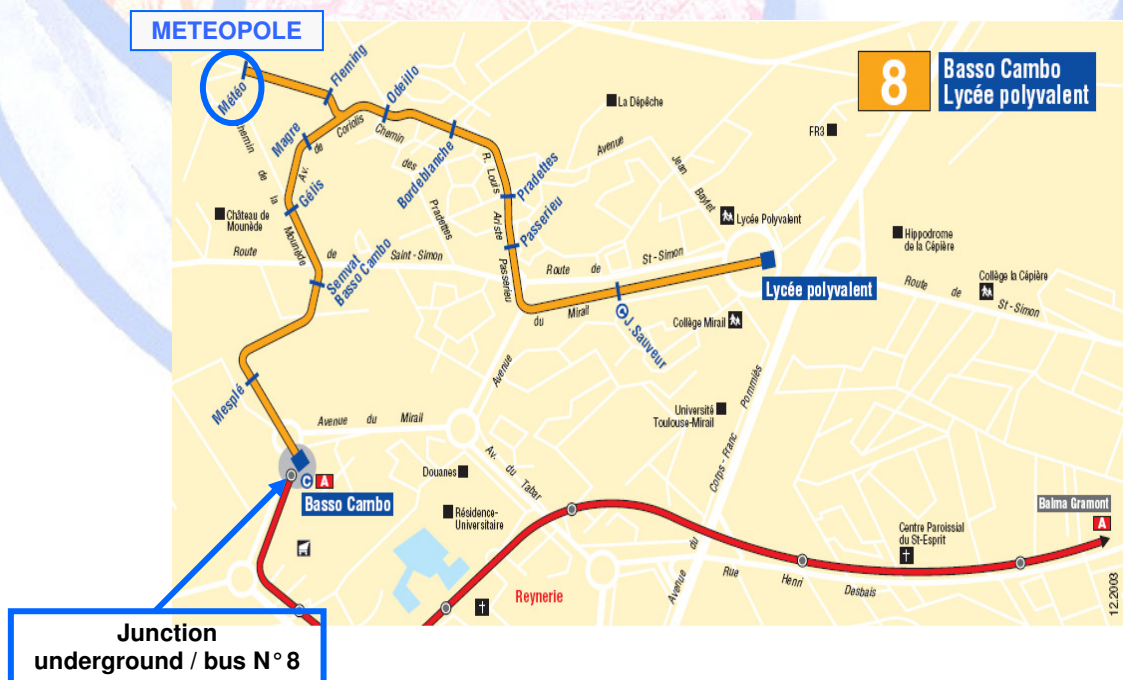 METEOPOLE
8
Basso Cambo
Lycée polyvalent
Météo
Fleming
Odeillo
La Dépêche
FR3
Magre
Av. de Coriolis
Chemin des Pradettes
Bordeblanche
R. Louis Ariste Passerieu
Pradettes
Avenue Jean Baylet
hemin de la Mounède
Gélis
Château de
Mounède
Passerieu
Lycée Polyvalent
Hippodrome
de la Cépière
Route de Saint-Simon
Semvat
Basso Cambo
Route de St-Simon
Lycée polyvalent
Collège la Cépière
Route de St-Simon
C J.Sauveur
Collège Mirail
Avenue du Mirail
Mesplé
Avenue du Mirail
Université
Toulouse-Mirail
Avenue du Corps-Franc Pommiès
Av. du Tabar
Douanes
C A
Basso Cambo
Résidence-
Universitaire
Balma Gramont
A
Centre Paroissial
du St-Esprit
Rue Henri Desbals
Reynerie
12.2003
Junction
underground / bus N°8